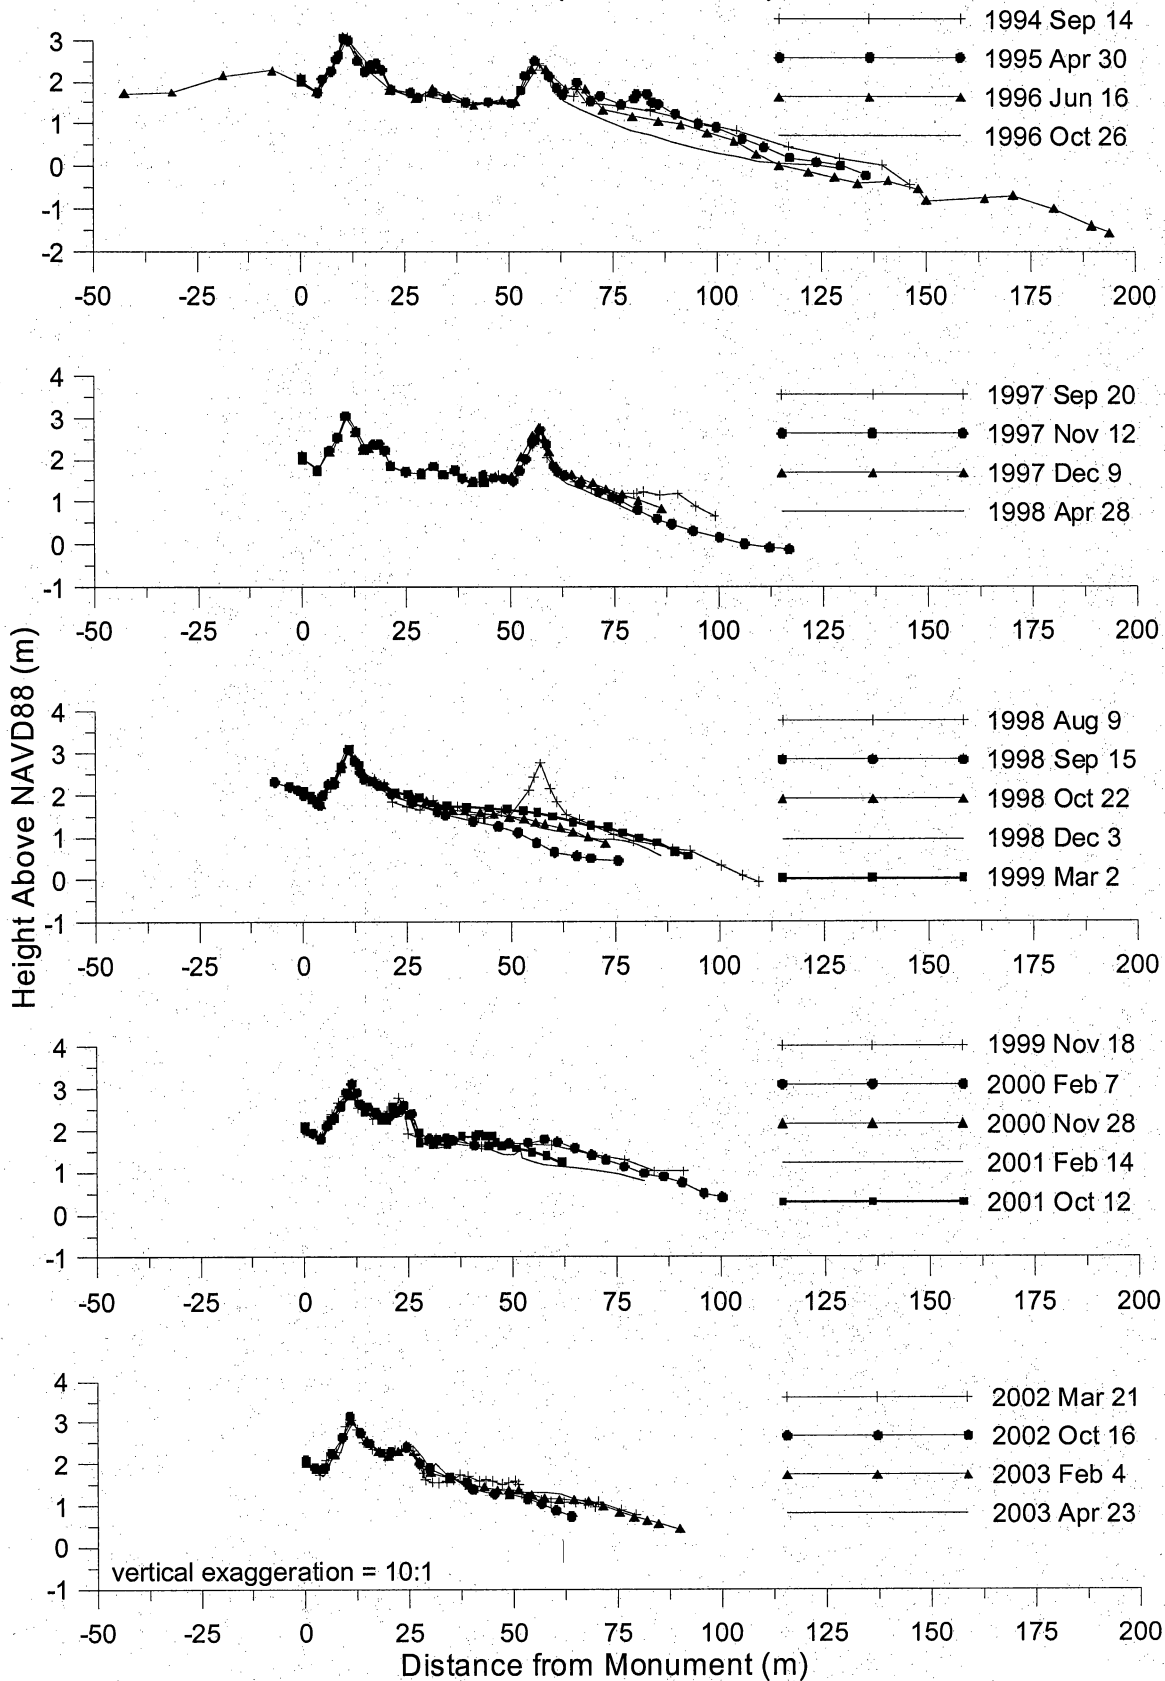 1994 Sep 14
1995 Apr 30
1996 Jun 16
1996 Oct 26
3
2
1
0
-1
-2
-50 -25 0 25 50 75 100 125 150 175 200
1997 Sep 20
1997 Nov 12
1997 Dec 9
1998 Apr 28
4
3
2
1
0
-1
-50 -25 0 25 50 75 100 125 150 175 200
Height Above NAVD88 (m)
1998 Aug 9
1998 Sep 15
1998 Oct 22
1998 Dec 3
1999 Mar 2
4
3
2
1
0
-1
-50 -25 0 25 50 75 100 125 150 175 200
1999 Nov 18
2000 Feb 7
2000 Nov 28
2001 Feb 14
2001 Oct 12
4
3
2
1
0
-1
-50 -25 0 25 50 75 100 125 150 175 200
2002 Mar 21
2002 Oct 16
2003 Feb 4
2003 Apr 23
4
3
2
1
0
-1
vertical exaggeration = 10:1
-50 -25 0 25 50 75 100 125 150 175 200
Distance from Monument (m)